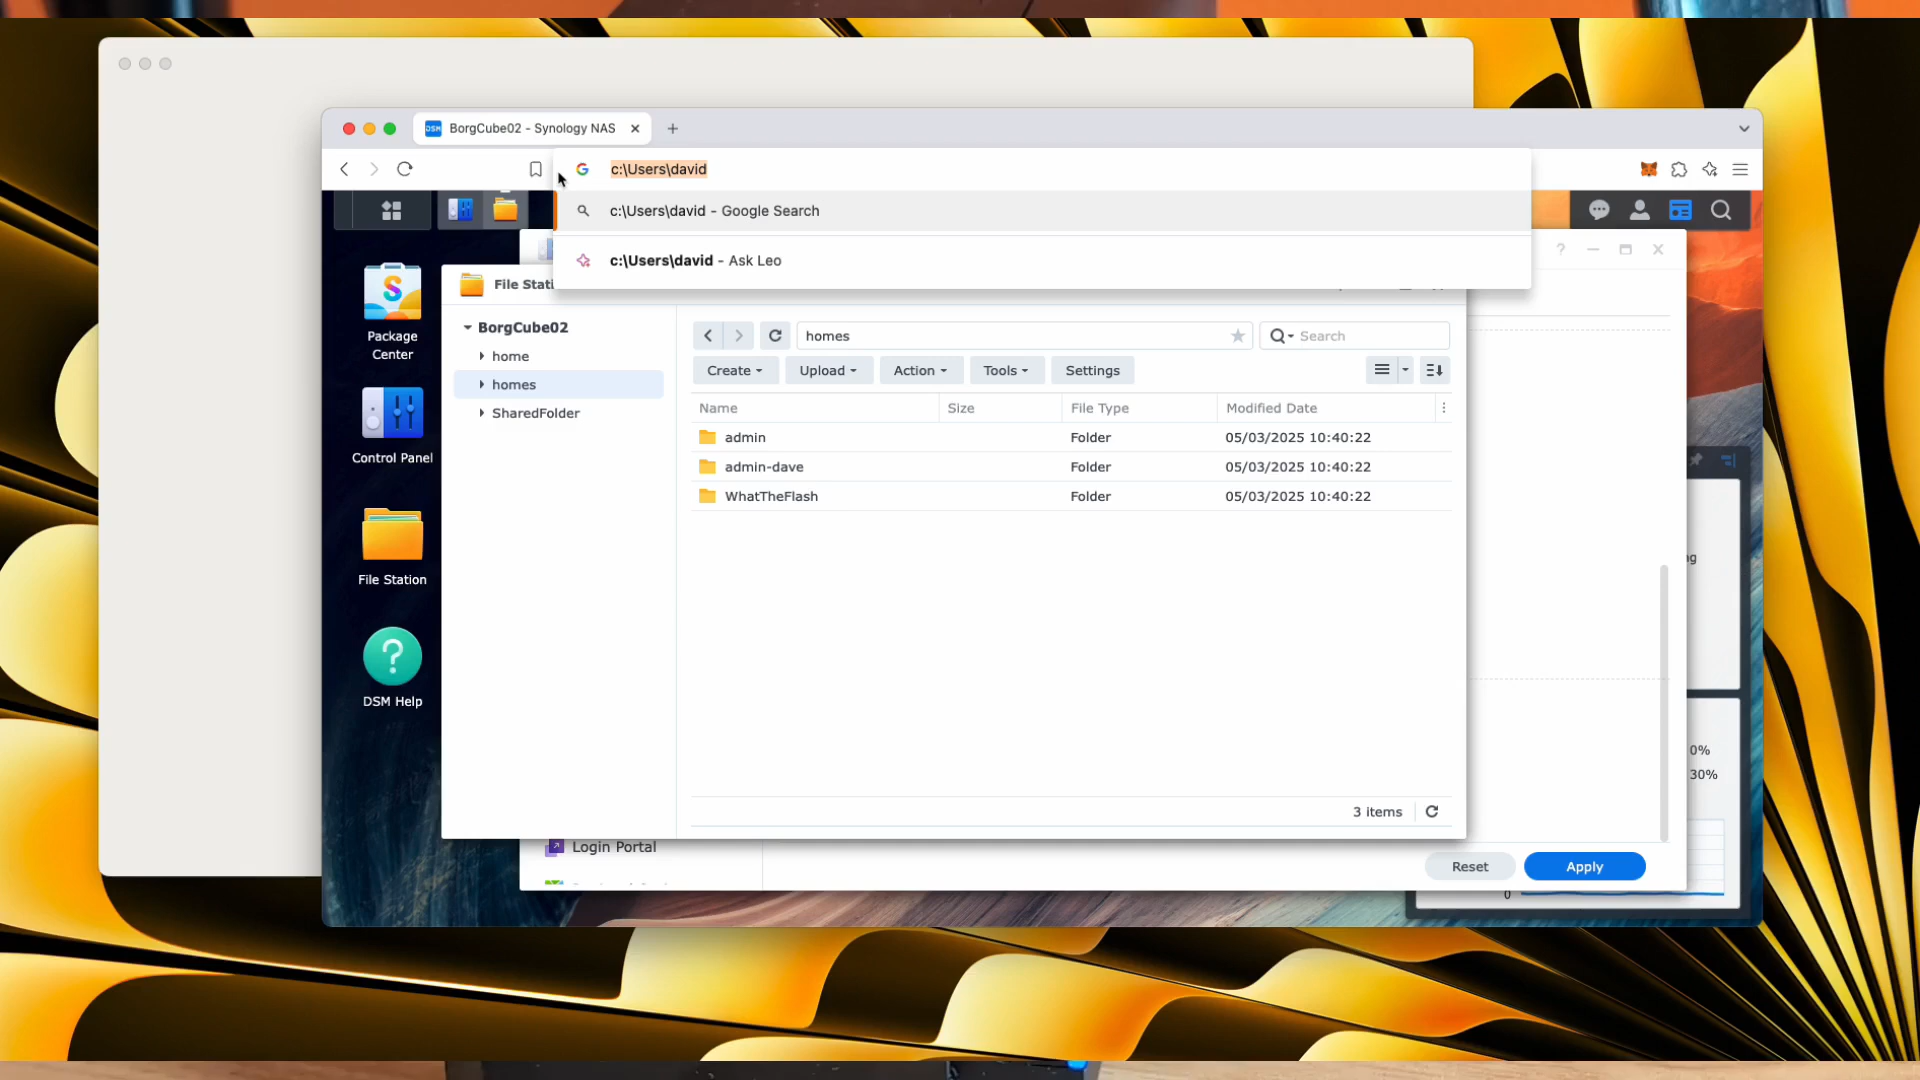 BorgCube02 - Synology NAS
c:\Users\david
c:\Users\david - Google Search
c:\Users\david - Ask Leo
Package
Center
Control Panel
File Station
DSM Help
BorgCube02
home
homes
SharedFolder
homes
Search
Create
Upload
Action
Tools
Settings
Name Size File Type Modified Date
admin Folder 05/03/2025 10:40:22
admin-dave Folder 05/03/2025 10:40:22
WhatTheFlash Folder 05/03/2025 10:40:22
3 items
0%
30%
Login Portal
Reset
Apply
0